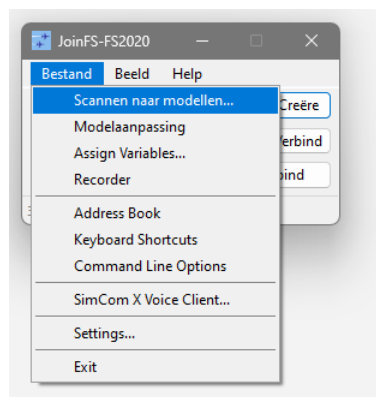 JoinFS-FS2020
Bestand Beeld Help
Scannen naar modellen...
Creëre
Modelaanpassing
Verbind
Assign Variables...
Recorder
Address Book
Keyboard Shortcuts
Command Line Options
SimCom X Voice Client...
Settings...
Exit